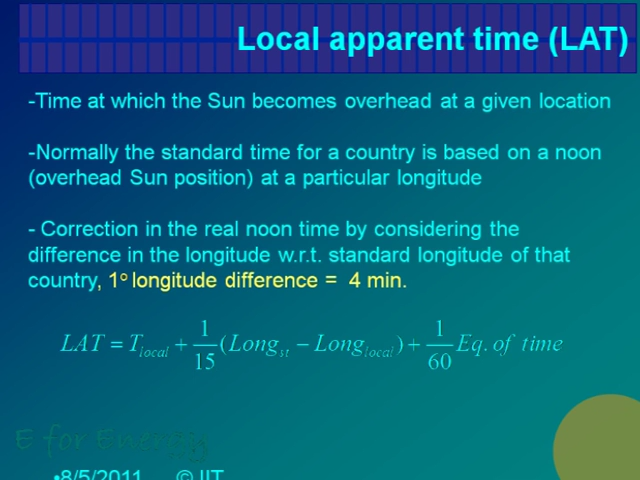 Local apparent time (LAT)
-Time at which the Sun becomes overhead at a given location
-Normally the standard time for a country is based on a noon
(overhead Sun position) at a particular longitude
- Correction in the real noon time by considering the
difference in the longitude w.r.t. standard longitude of that
country, 1° longitude difference = 4 min.
LAT = T_local + 1/15 (Long_st − Long_local) + 1/60 Eq. of time
E for Energy
•8/5/2011 © IIT